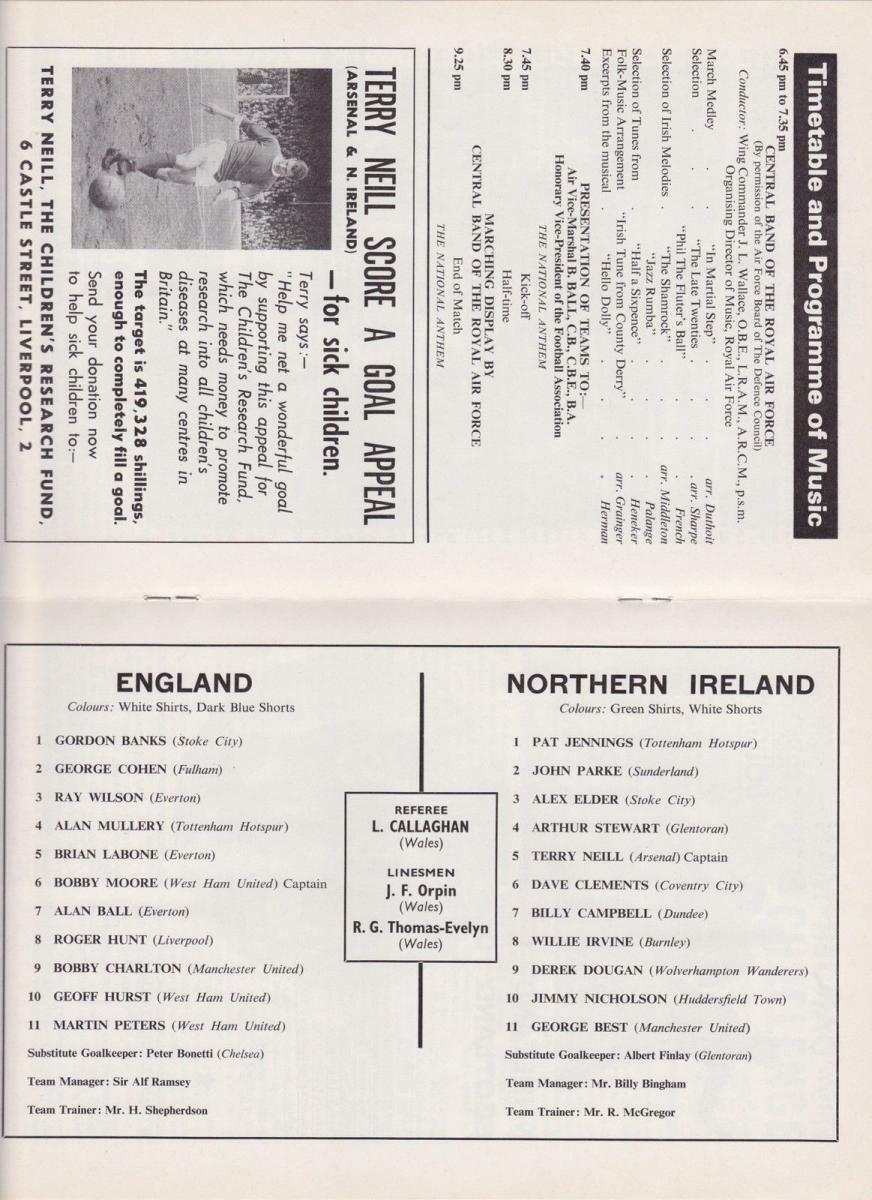 Timetable and Programme of Music
6.45 pm to 7.35 pm
CENTRAL BAND OF THE ROYAL AIR FORCE
(By permission of the Air Force Board of The Defence Council)
Conductor: Wing Commander J. L. Wallace, O.B.E., L.R.A.M., A.R.C.M., p.s.m.
Organising Director of Music, Royal Air Force
March Medley . . "In Martial Step" . . . arr. Duthoit
Selection . . . "The Late Twenties . . . arr. Sharpe
"Phil The Fluter's Ball" . . . French
Selection of Irish Melodies . "The Shamrock" . . arr. Middleton
"Jazz Rumba" . . . Palange
Selection of Tunes from . "Half a Sixpence" . . . Heneker
Folk-Music Arrangement "Irish Tune from County Derry" . arr. Grainger
Excerpts from the musical . "Hello Dolly" . . . . Herman
7.40 pm PRESENTATION OF TEAMS TO:—
Air Vice-Marshal B. BALL, C.B., C.B.E., B.A.
Honorary Vice-President of the Football Association
THE NATIONAL ANTHEM
7.45 pm Kick-off
8.30 pm Half-time
MARCHING DISPLAY BY
CENTRAL BAND OF THE ROYAL AIR FORCE
9.25 pm End of Match
THE NATIONAL ANTHEM
TERRY NEILL SCORE A GOAL APPEAL
(ARSENAL & N. IRELAND)
—for sick children.
Terry says:—
"Help me net a wonderful goal
by supporting this appeal for
The Children's Research Fund,
which needs money to promote
research into all children's
diseases at many centres in
Britain."
The target is 419,328 shillings,
enough to completely fill a goal.
Send your donation now
to help sick children to:—
TERRY NEILL, THE CHILDREN'S RESEARCH FUND,
6 CASTLE STREET, LIVERPOOL, 2
ENGLAND
Colours: White Shirts, Dark Blue Shorts
1 GORDON BANKS (Stoke City)
2 GEORGE COHEN (Fulham)
3 RAY WILSON (Everton)
4 ALAN MULLERY (Tottenham Hotspur)
5 BRIAN LABONE (Everton)
6 BOBBY MOORE (West Ham United) Captain
7 ALAN BALL (Everton)
8 ROGER HUNT (Liverpool)
9 BOBBY CHARLTON (Manchester United)
10 GEOFF HURST (West Ham United)
11 MARTIN PETERS (West Ham United)
Substitute Goalkeeper: Peter Bonetti (Chelsea)
Team Manager: Sir Alf Ramsey
Team Trainer: Mr. H. Shepherdson
REFEREE
L. CALLAGHAN
(Wales)
LINESMEN
J. F. Orpin
(Wales)
R. G. Thomas-Evelyn
(Wales)
NORTHERN IRELAND
Colours: Green Shirts, White Shorts
1 PAT JENNINGS (Tottenham Hotspur)
2 JOHN PARKE (Sunderland)
3 ALEX ELDER (Stoke City)
4 ARTHUR STEWART (Glentoran)
5 TERRY NEILL (Arsenal) Captain
6 DAVE CLEMENTS (Coventry City)
7 BILLY CAMPBELL (Dundee)
8 WILLIE IRVINE (Burnley)
9 DEREK DOUGAN (Wolverhampton Wanderers)
10 JIMMY NICHOLSON (Huddersfield Town)
11 GEORGE BEST (Manchester United)
Substitute Goalkeeper: Albert Finlay (Glentoran)
Team Manager: Mr. Billy Bingham
Team Trainer: Mr. R. McGregor